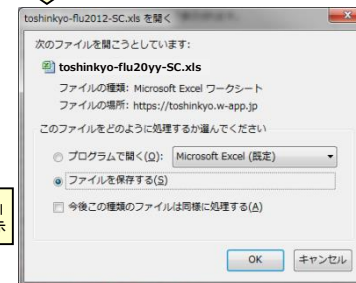 toshinkyo-flu2012-SC.xls を開く
次のファイルを開こうとしています:
toshinkyo-flu20yy-SC.xls
ファイルの種類: Microsoft Excel ワークシート
ファイルの場所: https://toshinkyo.w-app.jp
このファイルをどのように処理するか選んでください
プログラムで開く(O): Microsoft Excel (既定)
ファイルを保存する(S)
今後この種類のファイルは同様に処理する(A)
OK キャンセル